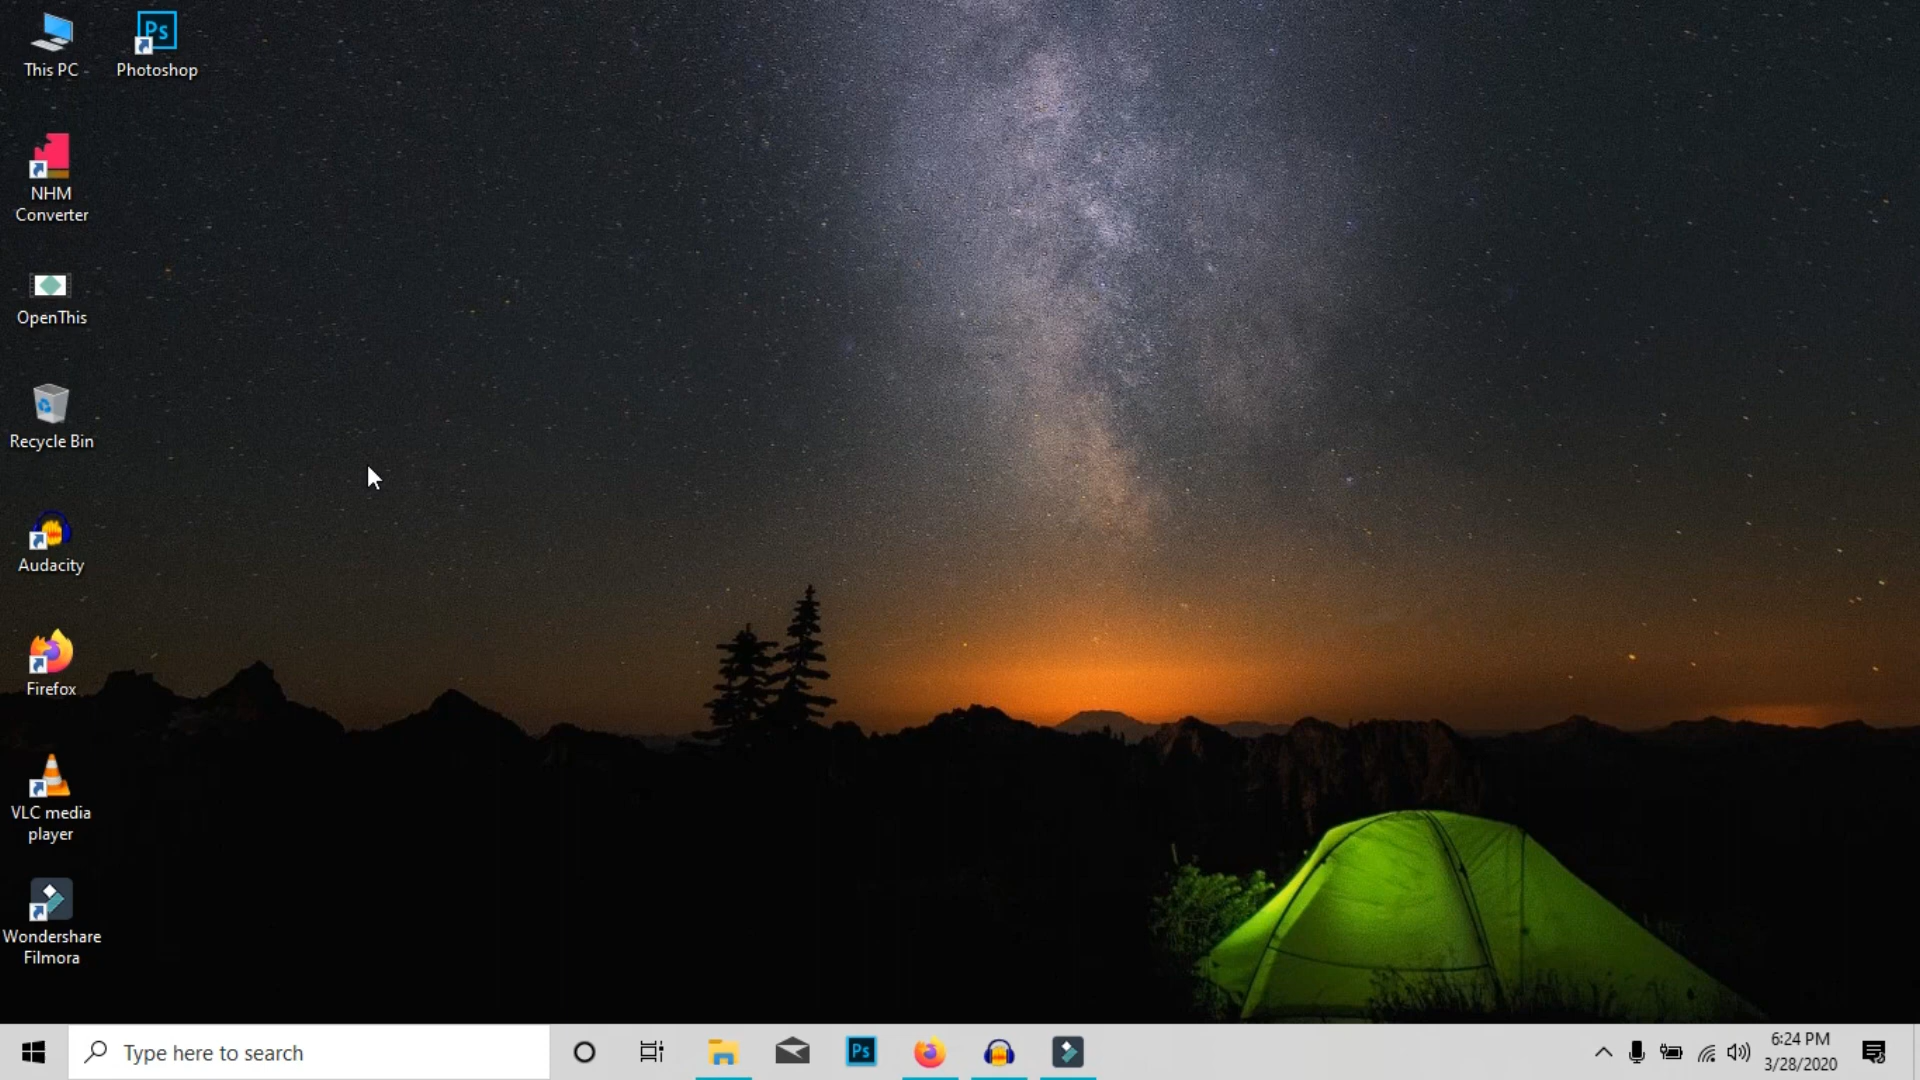 This PC
Ps
Photoshop
NHM
Converter
OpenThis
Recycle Bin
Audacity
Firefox
VLC media
player
Wondershare
Filmora
Type here to search
Ps
6:24 PM
3/28/2020